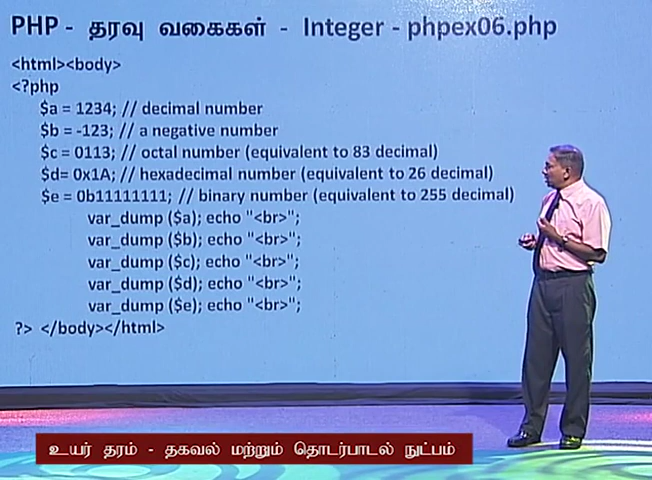 PHP - தரவு வகைகள் - Integer - phpex06.php
<html><body>
<?php
$a = 1234; // decimal number
$b = -123; // a negative number
$c = 0113; // octal number (equivalent to 83 decimal)
$d= 0x1A; // hexadecimal number (equivalent to 26 decimal)
$e = 0b11111111; // binary number (equivalent to 255 decimal)
var_dump ($a); echo "<br>";
var_dump ($b); echo "<br>";
var_dump ($c); echo "<br>";
var_dump ($d); echo "<br>";
var_dump ($e); echo "<br>";
?> </body></html>
உயர் தரம் - தகவல் மற்றும் தொடர்பாடல் நுட்பம்